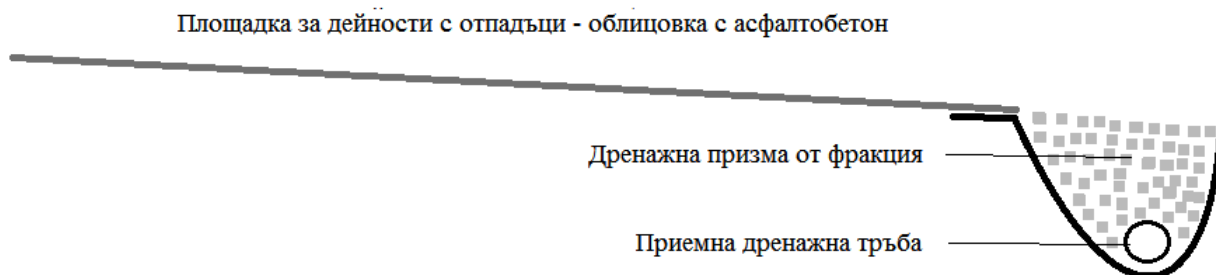 Площадка за дейности с отпадъци - облицовка с асфалтобетон
Дренажна призма от фракция
Приемна дренажна тръба